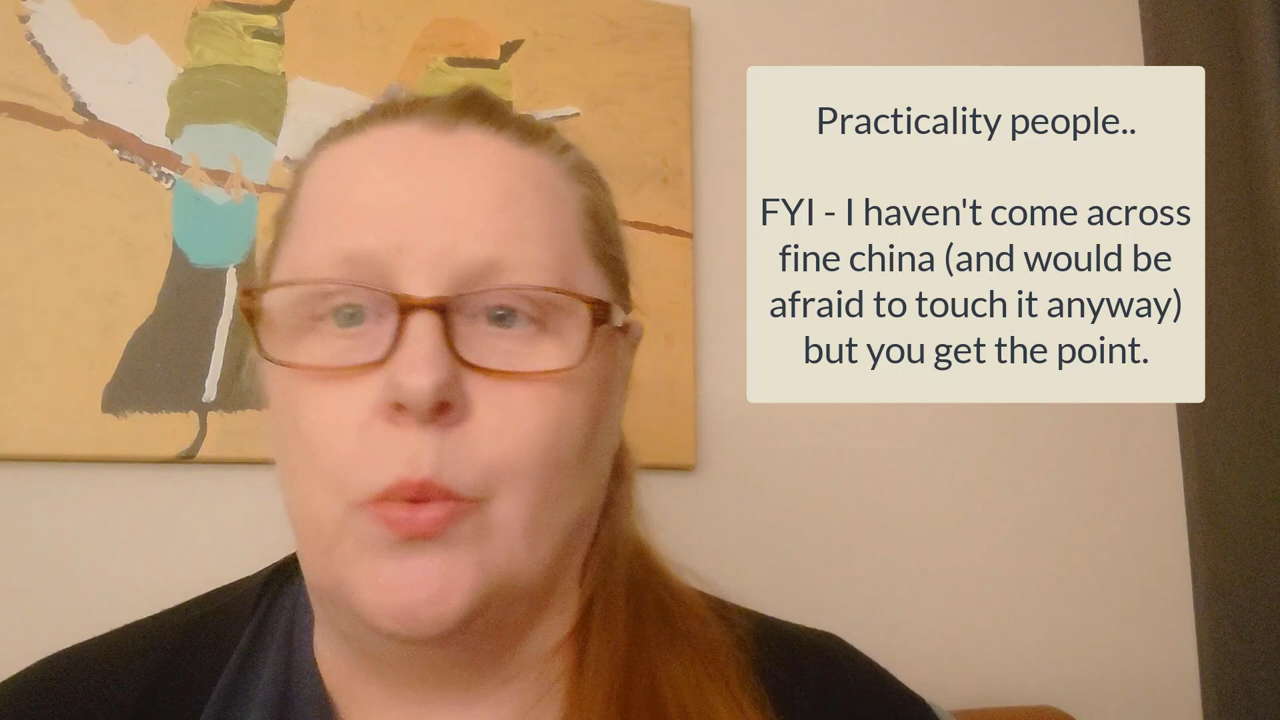 Practicality people..
FYI - I haven't come across
fine china (and would be
afraid to touch it anyway)
but you get the point.